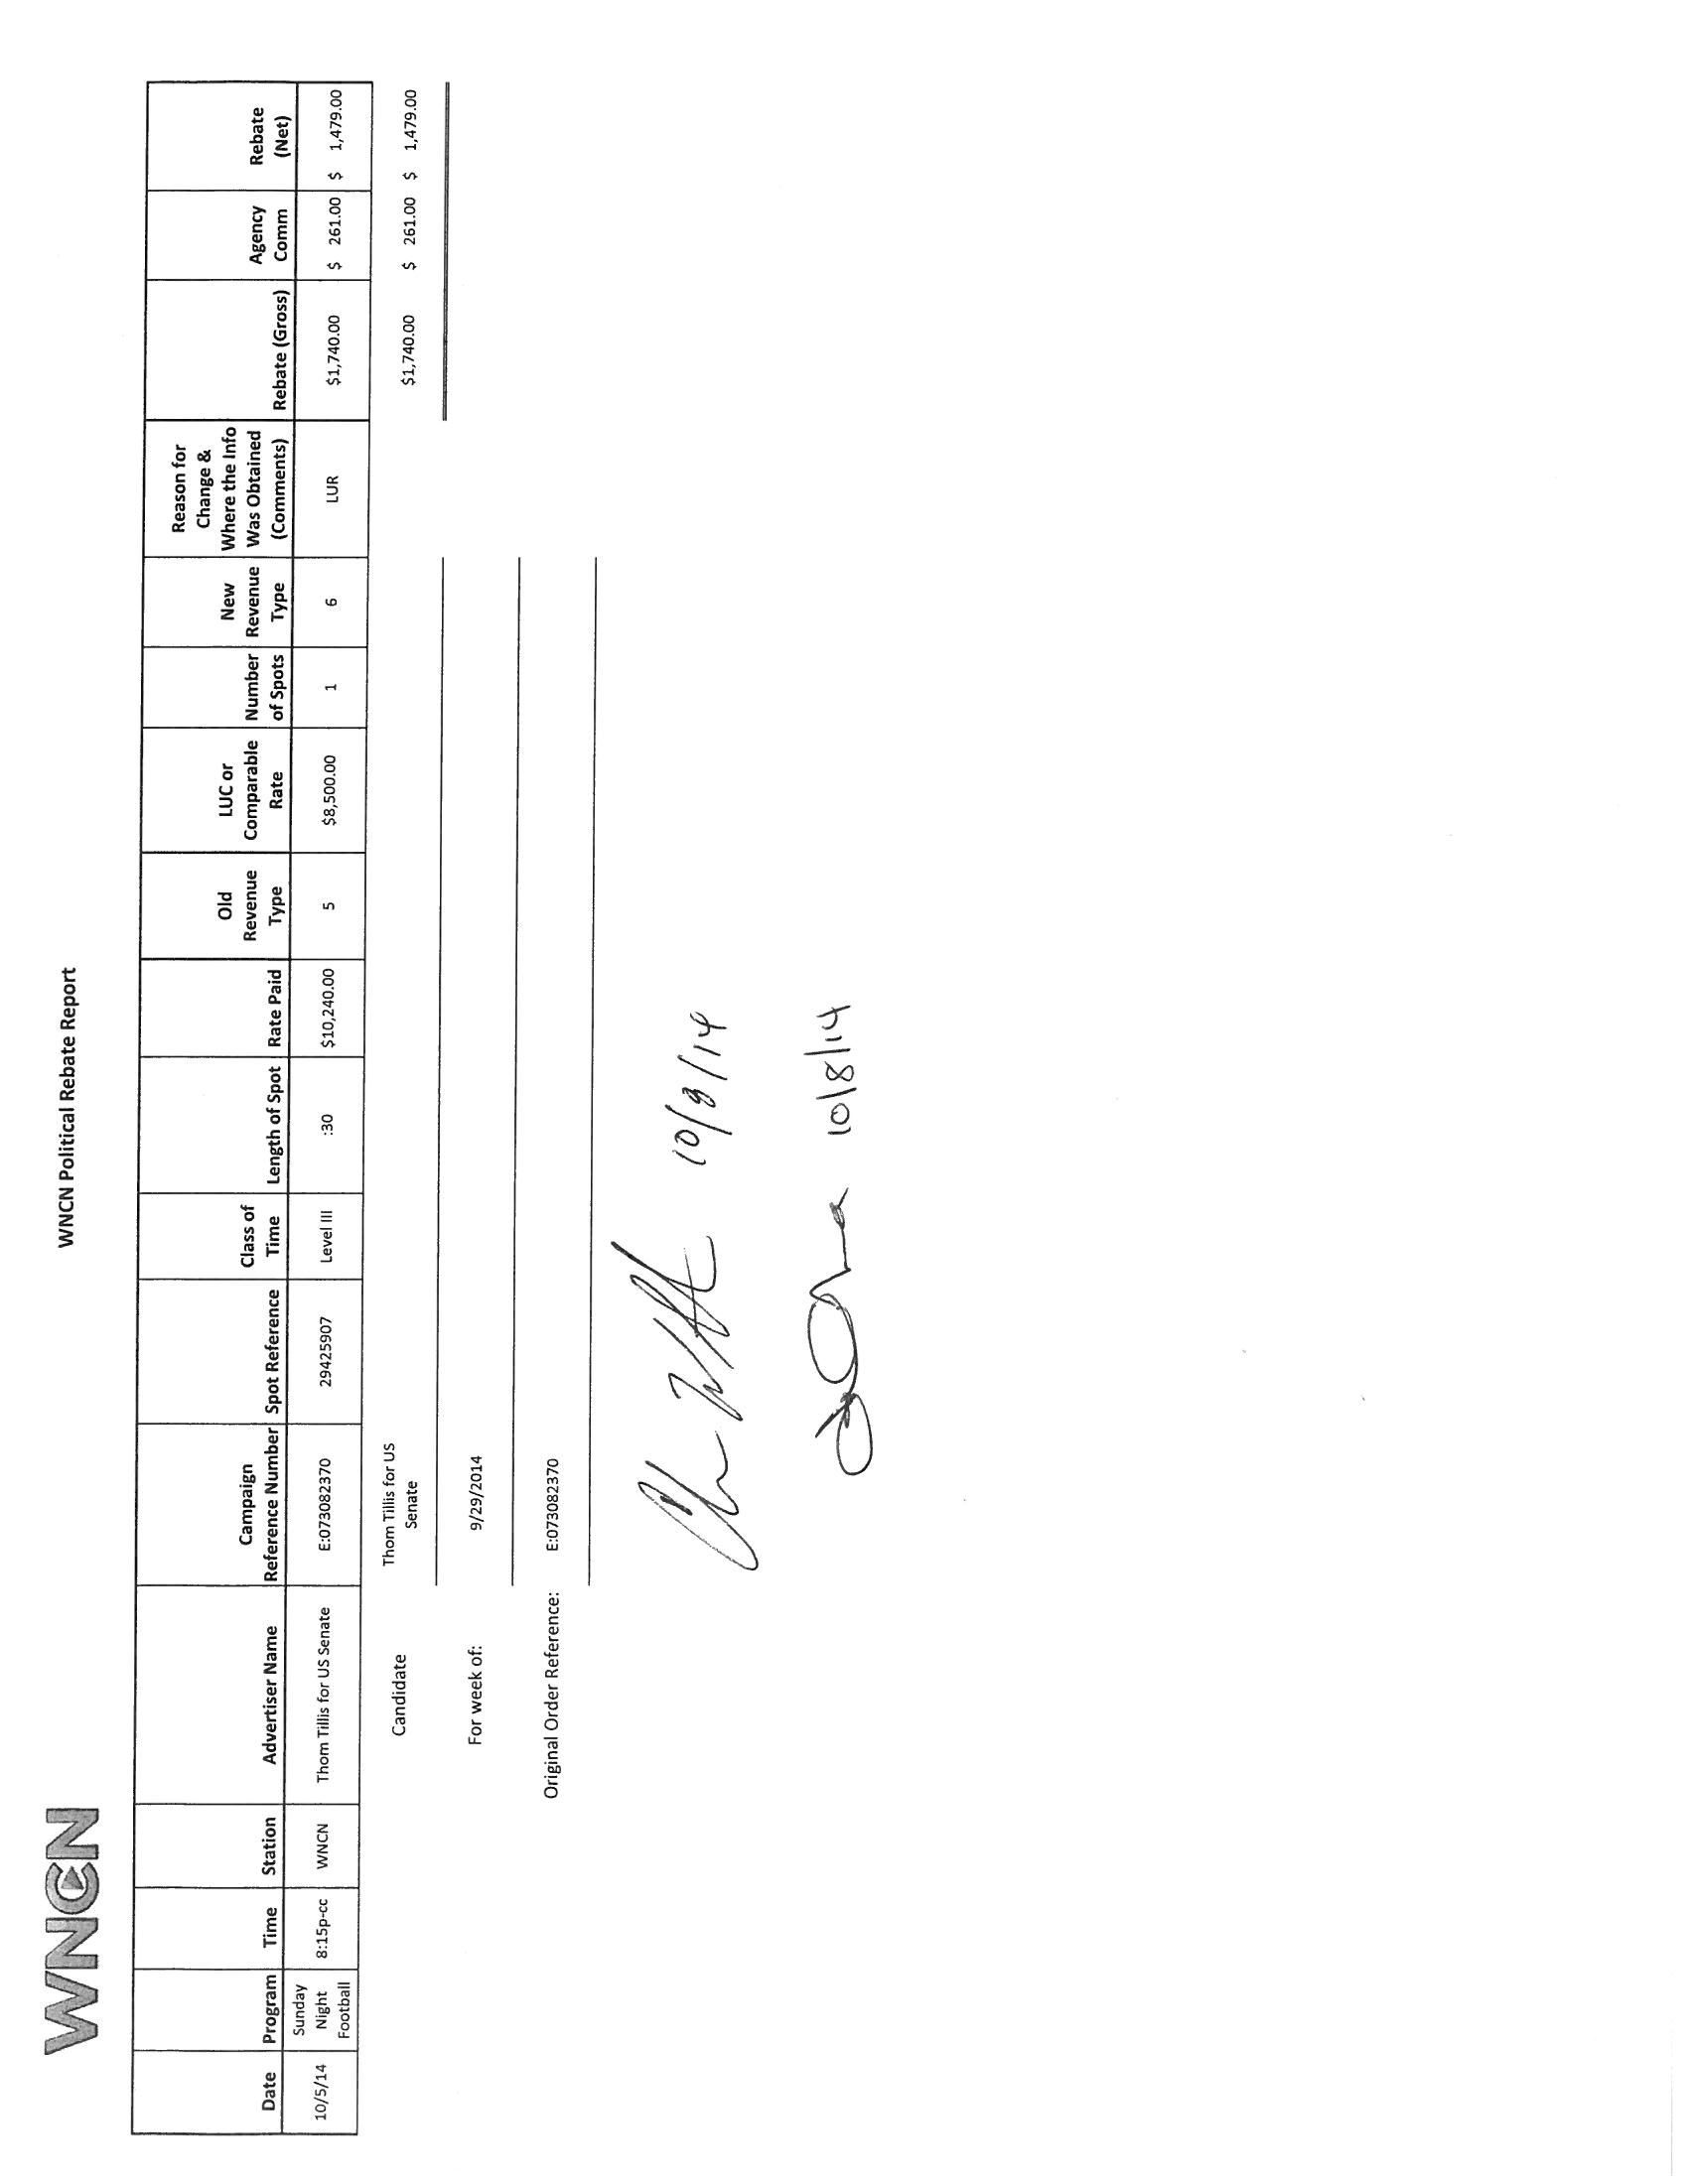 WNCN
WNCN Political Rebate Report
Date Program Time Station Advertiser Name Campaign Reference Number Spot Reference Class of Time Length of Spot Rate Paid Old Revenue Type LUC or Comparable Rate Number of Spots New Revenue Type Reason for Change & Where the Info Was Obtained (Comments) Rebate (Gross) Agency Comm Rebate (Net)
10/5/14 Sunday Night Football 8:15p-cc WNCN Thom Tillis for US Senate E:073082370 29425907 Level III :30 $10,240.00 5 $8,500.00 1 6 LUR $1,740.00 $ 261.00 $ 1,479.00
Candidate Thom Tillis for US Senate $1,740.00 $ 261.00 $ 1,479.00
For week of: 9/29/2014
Original Order Reference: E:073082370
10/8/14
10/8/14